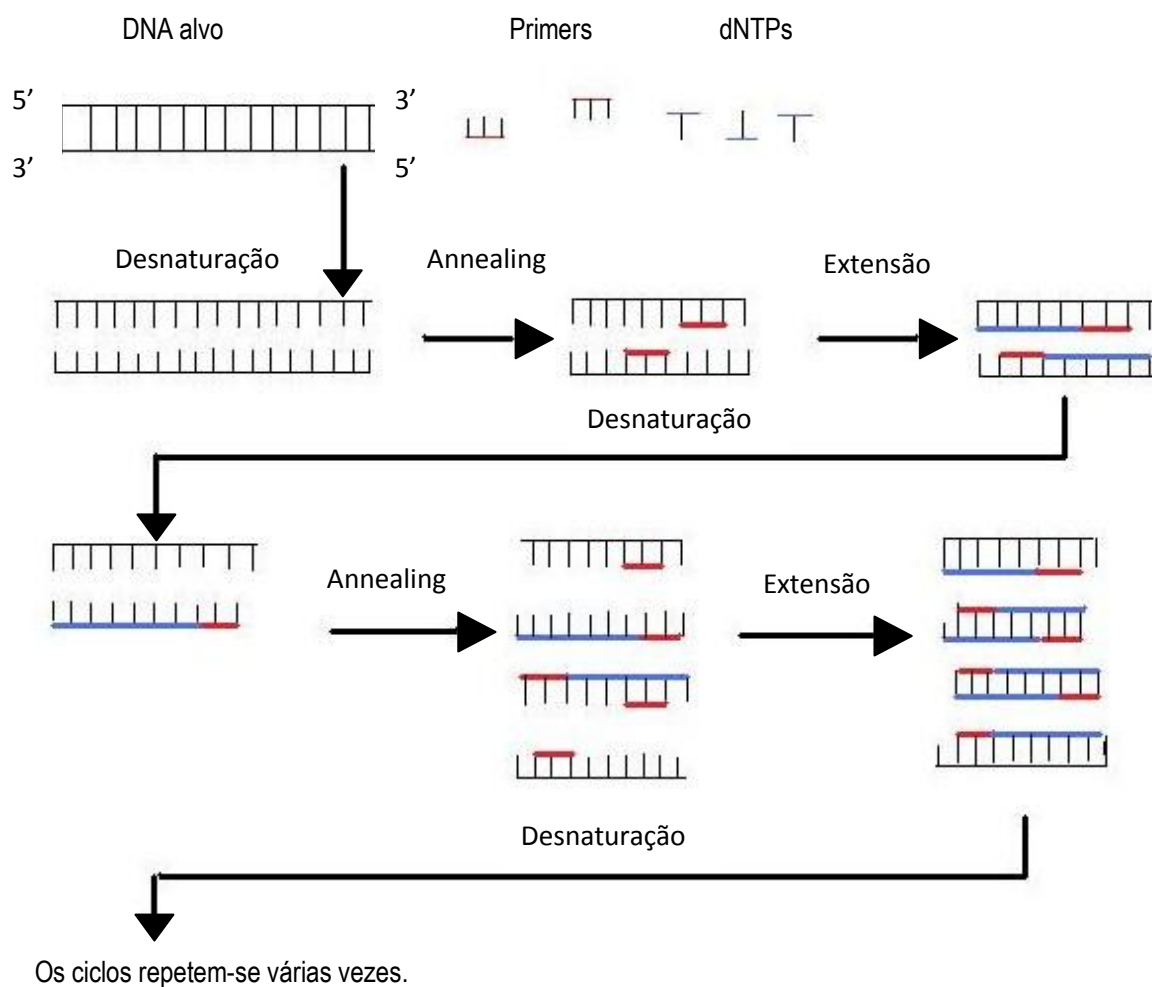 DNA alvo Primers dNTPs
5’ 3’
3’ 5’
Desnaturação Annealing Extensão
Desnaturação
Annealing Extensão
Desnaturação
Os ciclos repetem-se várias vezes.